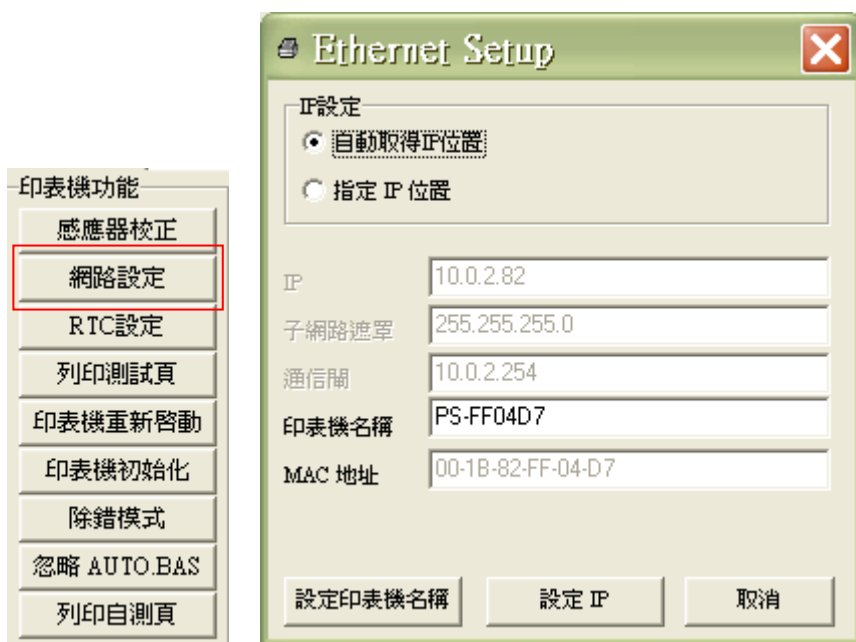 印表機功能
感應器校正
網路設定
RTC設定
列印測試頁
印表機重新啓動
印表機初始化
除錯模式
忽略 AUTO.BAS
列印自測頁
Ethernet Setup
IP設定
自動取得IP位置
指定 IP 位置
IP 10.0.2.82
子網路遮罩 255.255.255.0
通信閘 10.0.2.254
印表機名稱 PS-FF04D7
MAC 地址 00-1B-82-FF-04-D7
設定印表機名稱 設定 IP 取消